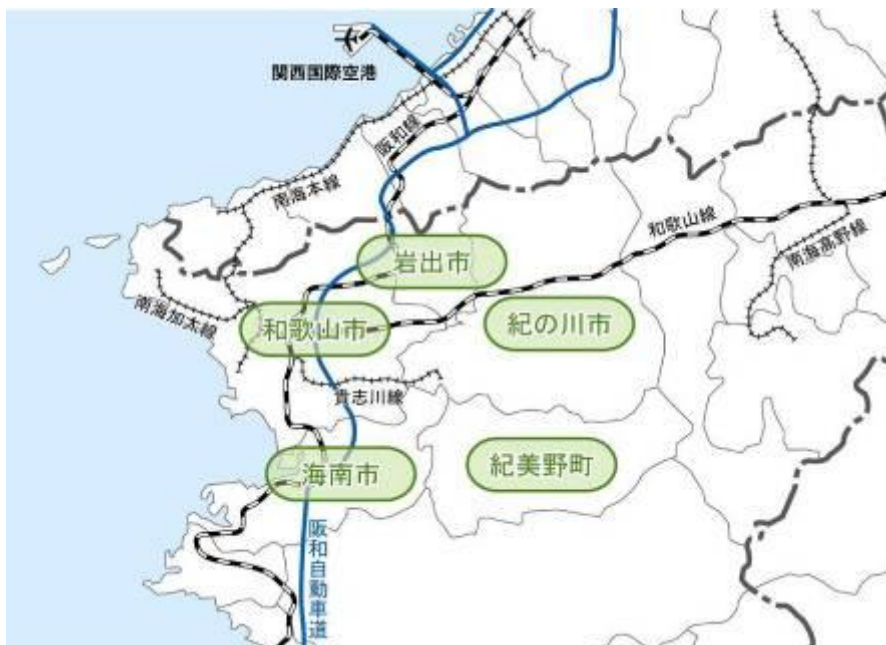 関西国際空港
阪和線
南海本線
和歌山線
南海高野線
岩出市
南海加太線
和歌山市
紀の川市
貴志川線
海南市
紀美野町
阪和自動車道